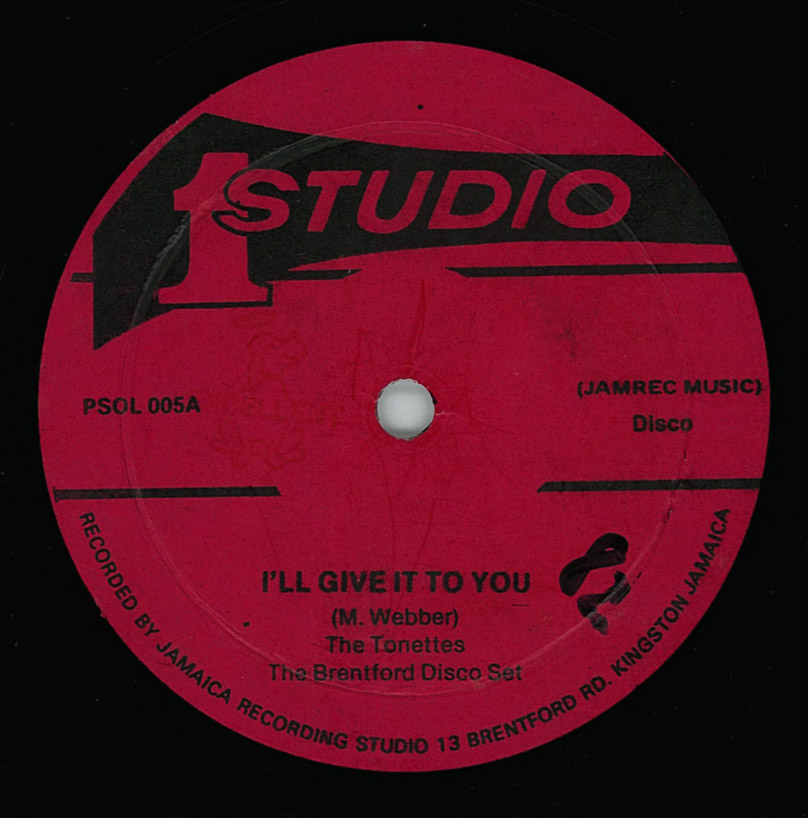 1 STUDIO
PSOL 005A
(JAMREC MUSIC)
Disco
I'LL GIVE IT TO YOU
(M. Webber)
The Tonettes
The Brentford Disco Set
RECORDED BY JAMAICA RECORDING STUDIO 13 BRENTFORD RD. KINGSTON JAMAICA